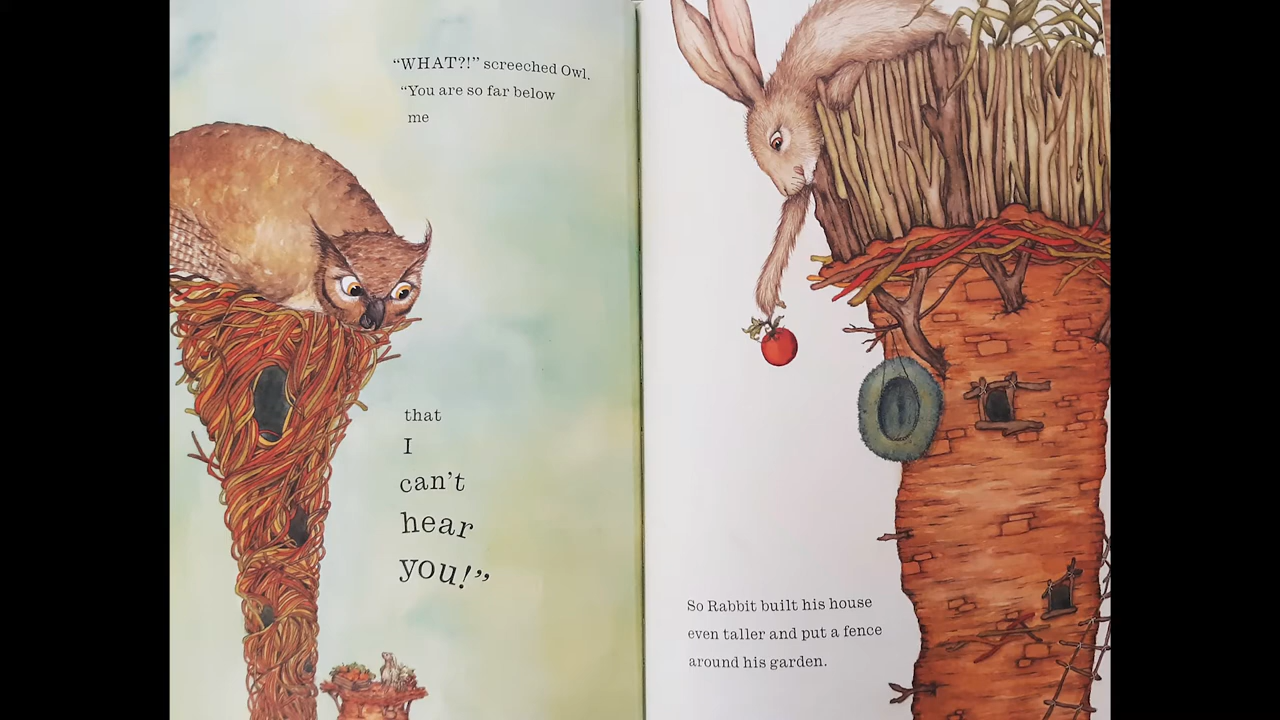 “WHAT?!” screeched Owl.
“You are so far below
me
that
I
can’t
hear
you!”
So Rabbit built his house
even taller and put a fence
around his garden.